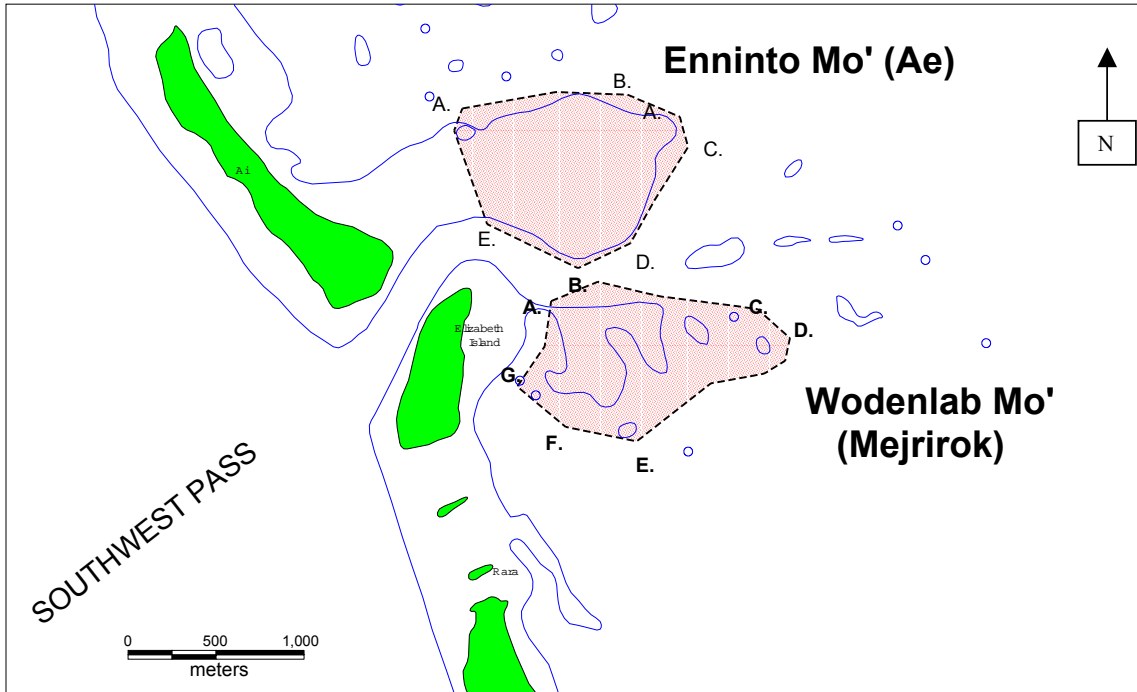 Enninto Mo' (Ae)
N
A.
B.
A.
C.
D.
E.
Ai
A.
B.
G.
D.
G.
F.
E.
Elizabeth
Island
Wodenlab Mo'
(Mejrirok)
SOUTHWEST PASS
Rara
0 500 1,000
meters